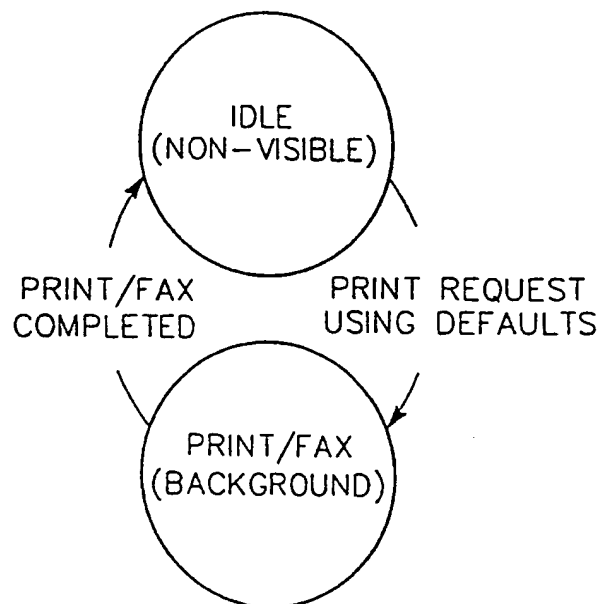 IDLE
(NON-VISIBLE)
PRINT/FAX
COMPLETED
PRINT REQUEST
USING DEFAULTS
PRINT/FAX
(BACKGROUND)